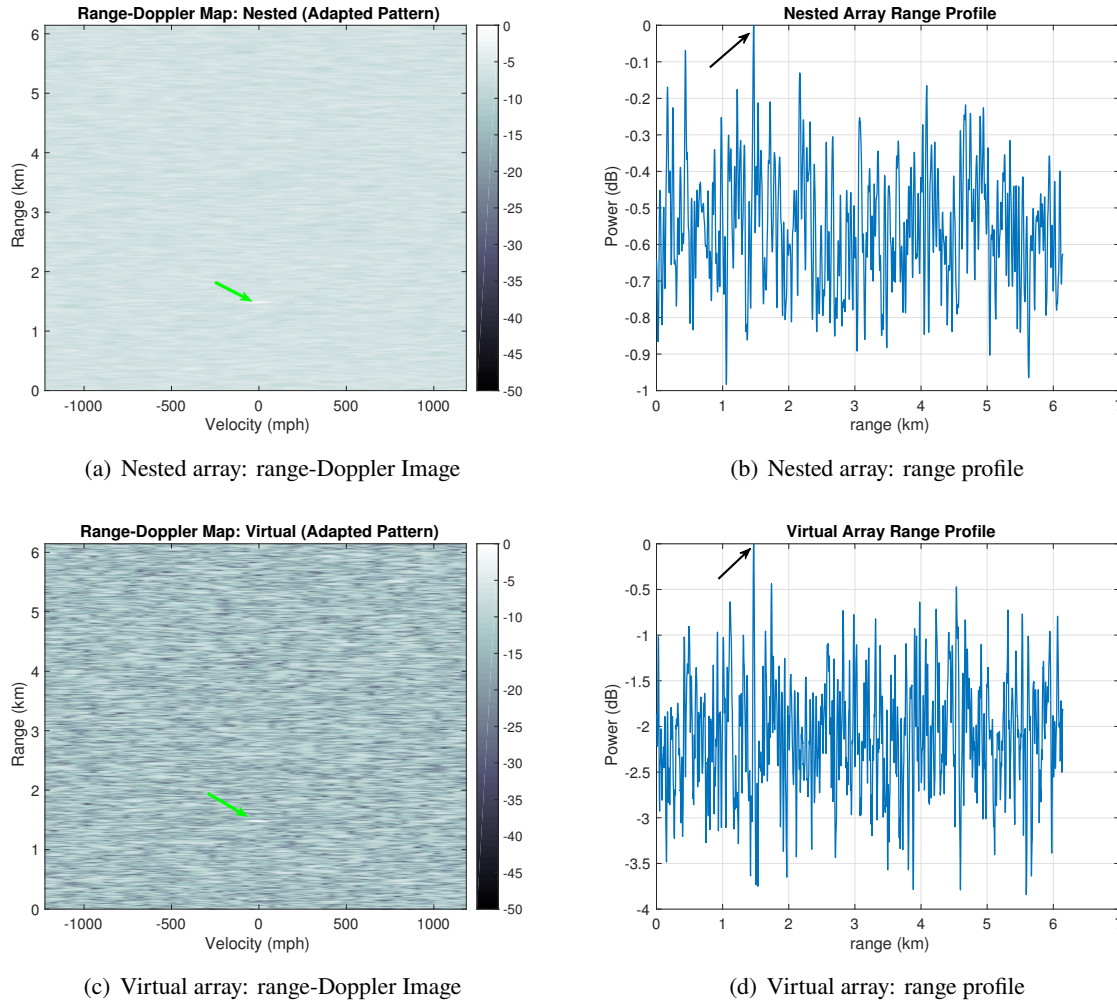 Range-Doppler Map: Nested (Adapted Pattern)
0
-5
-10
-15
-20
-25
-30
-35
-40
-45
-50
6
5
4
3
2
1
0
Range (km)
-1000 -500 0 500 1000
Velocity (mph)
(a) Nested array: range-Doppler Image
Nested Array Range Profile
0
-0.1
-0.2
-0.3
-0.4
-0.5
-0.6
-0.7
-0.8
-0.9
-1
Power (dB)
0 1 2 3 4 5 6 7
range (km)
(b) Nested array: range profile
Range-Doppler Map: Virtual (Adapted Pattern)
0
-5
-10
-15
-20
-25
-30
-35
-40
-45
-50
6
5
4
3
2
1
0
Range (km)
-1000 -500 0 500 1000
Velocity (mph)
(c) Virtual array: range-Doppler Image
Virtual Array Range Profile
0
-0.5
-1
-1.5
-2
-2.5
-3
-3.5
-4
Power (dB)
0 1 2 3 4 5 6
range (km)
(d) Virtual array: range profile